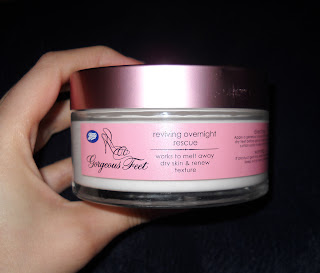 Boots
Gorgeous Feet
reviving overnight
rescue
works to melt away
dry skin & renew
texture